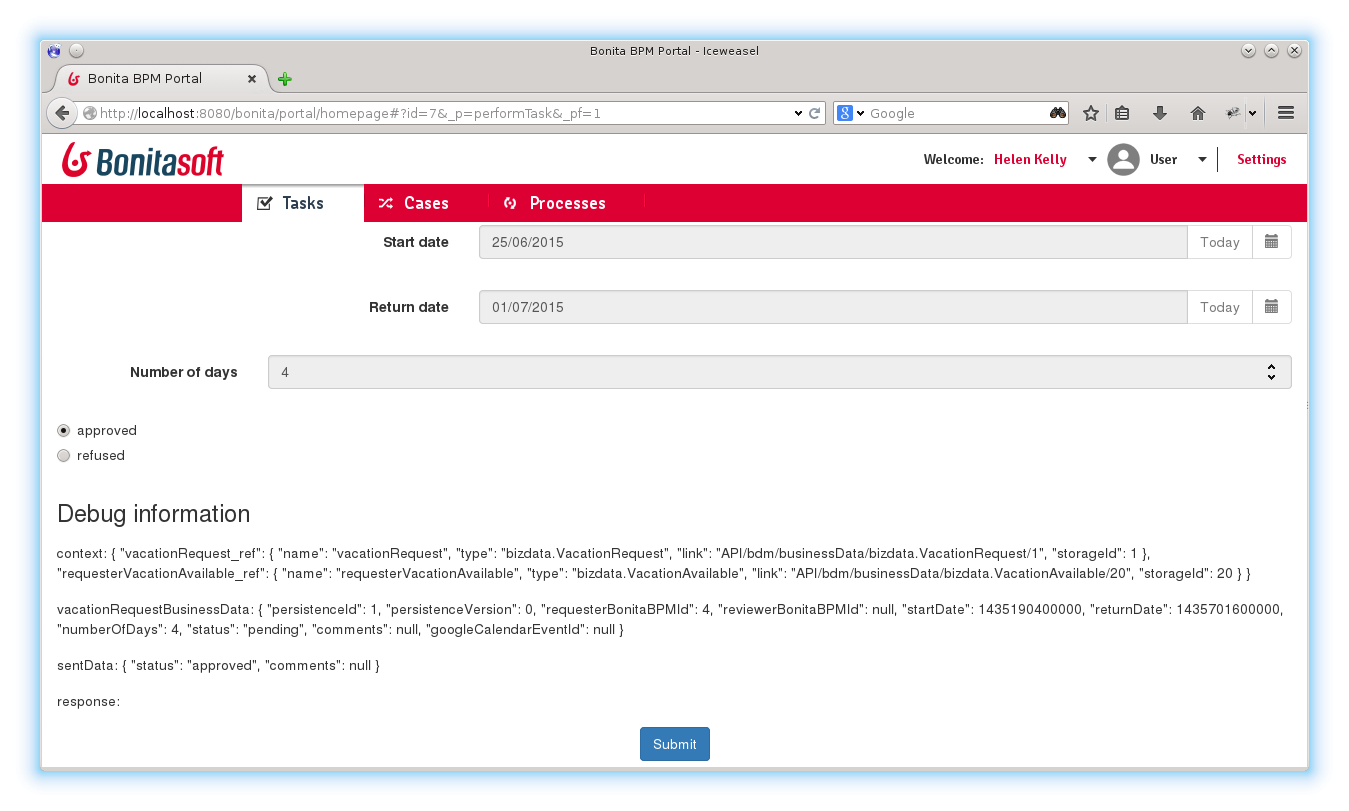 Bonita BPM Portal - Iceweasel
Bonita BPM Portal
http://localhost:8080/bonita/portal/homepage#?id=7&_p=performTask&_pf=1
8 Google
Bonitasoft
Welcome: Helen Kelly User Settings
Tasks Cases Processes
Start date 25/06/2015 Today
Return date 01/07/2015 Today
Number of days 4
approved
refused
Debug information
context: { "vacationRequest_ref": { "name": "vacationRequest", "type": "bizdata.VacationRequest", "link": "API/bdm/businessData/bizdata.VacationRequest/1", "storageId": 1 },
"requesterVacationAvailable_ref": { "name": "requesterVacationAvailable", "type": "bizdata.VacationAvailable", "link": "API/bdm/businessData/bizdata.VacationAvailable/20", "storageId": 20 } }
vacationRequestBusinessData: { "persistenceId": 1, "persistenceVersion": 0, "requesterBonitaBPMId": 4, "reviewerBonitaBPMId": null, "startDate": 1435190400000, "returnDate": 1435701600000,
"numberOfDays": 4, "status": "pending", "comments": null, "googleCalendarEventId": null }
sentData: { "status": "approved", "comments": null }
response:
Submit